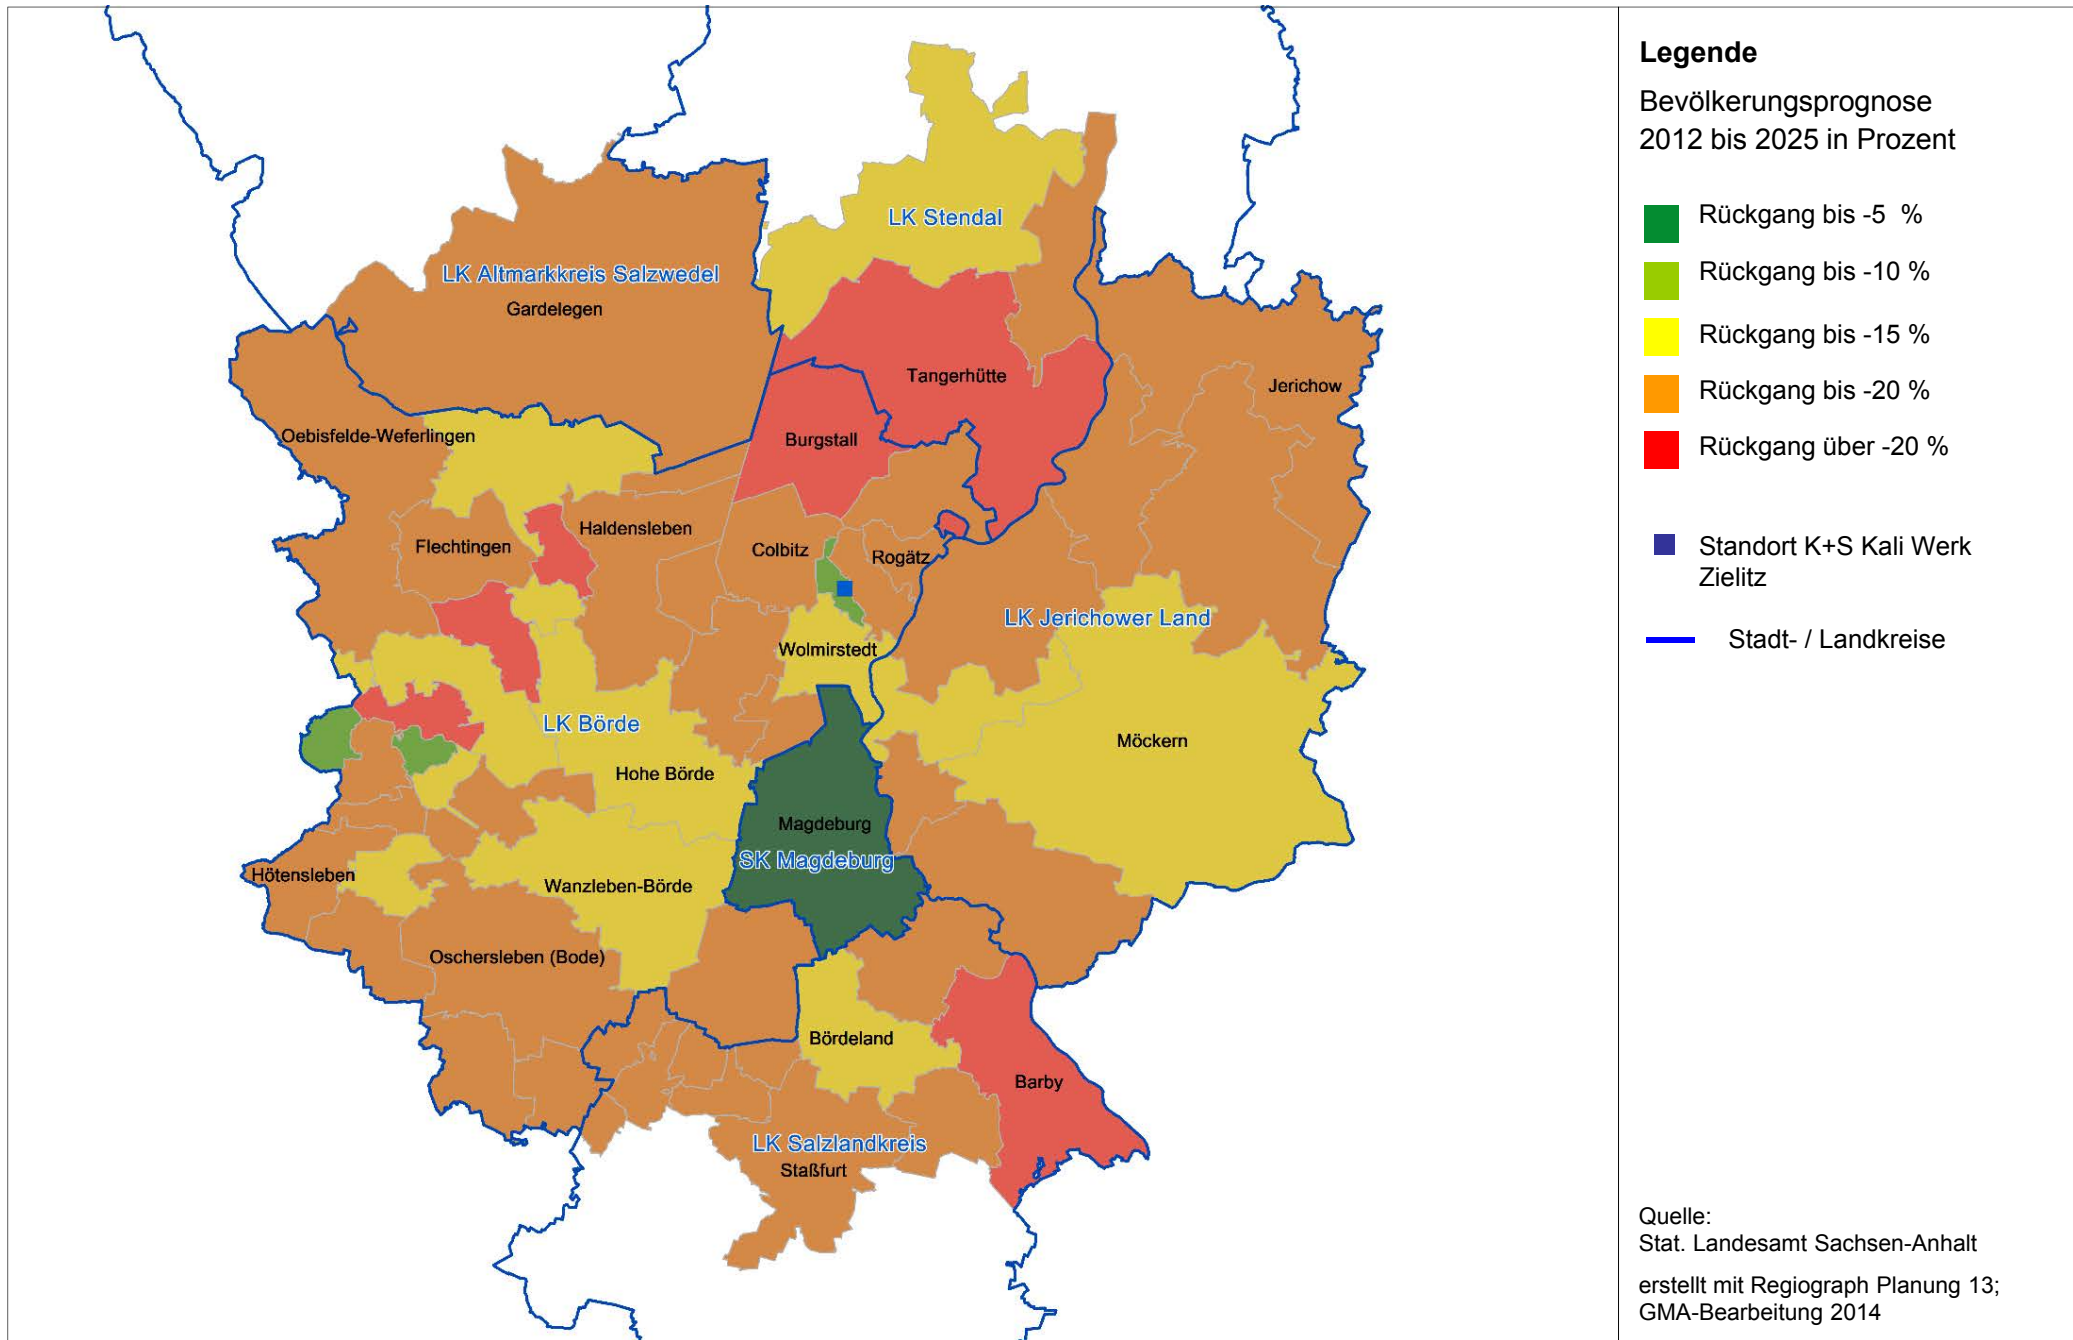 LK Stendal
LK Altmarkkreis Salzwedel
Gardelegen
Tangerhütte
Jerichow
Oebisfelde-Weferlingen
Burgstall
Haldensleben
Flechtingen
Colbitz
Rogätz
LK Jerichower Land
Wolmirstedt
LK Börde
Möckern
Hohe Börde
Magdeburg
SK Magdeburg
Hötensleben
Wanzleben-Börde
Oschersleben (Bode)
Bördeland
Barby
LK Salzlandkreis
Staßfurt
Legende
Bevölkerungsprognose
2012 bis 2025 in Prozent
Rückgang bis -5 %
Rückgang bis -10 %
Rückgang bis -15 %
Rückgang bis -20 %
Rückgang über -20 %
Standort K+S Kali Werk
Zielitz
Stadt- / Landkreise
Quelle:
Stat. Landesamt Sachsen-Anhalt
erstellt mit Regiograph Planung 13;
GMA-Bearbeitung 2014